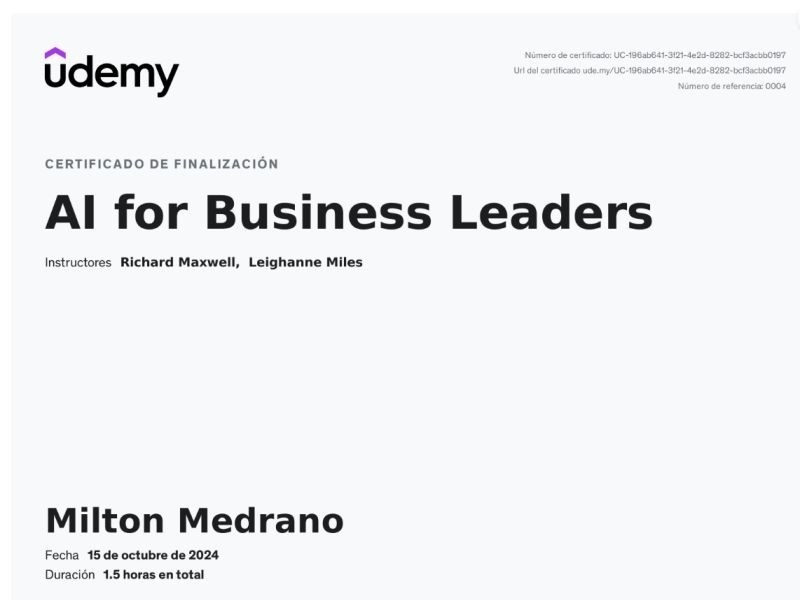 udemy
Número de certificado: UC-196ab641-3f21-4e2d-8282-bcf3acbb0197
Url del certificado ude.my/UC-196ab641-3f21-4e2d-8282-bcf3acbb0197
Número de referencia: 0004
CERTIFICADO DE FINALIZACIÓN
AI for Business Leaders
Instructores Richard Maxwell, Leighanne Miles
Milton Medrano
Fecha 15 de octubre de 2024
Duración 1.5 horas en total